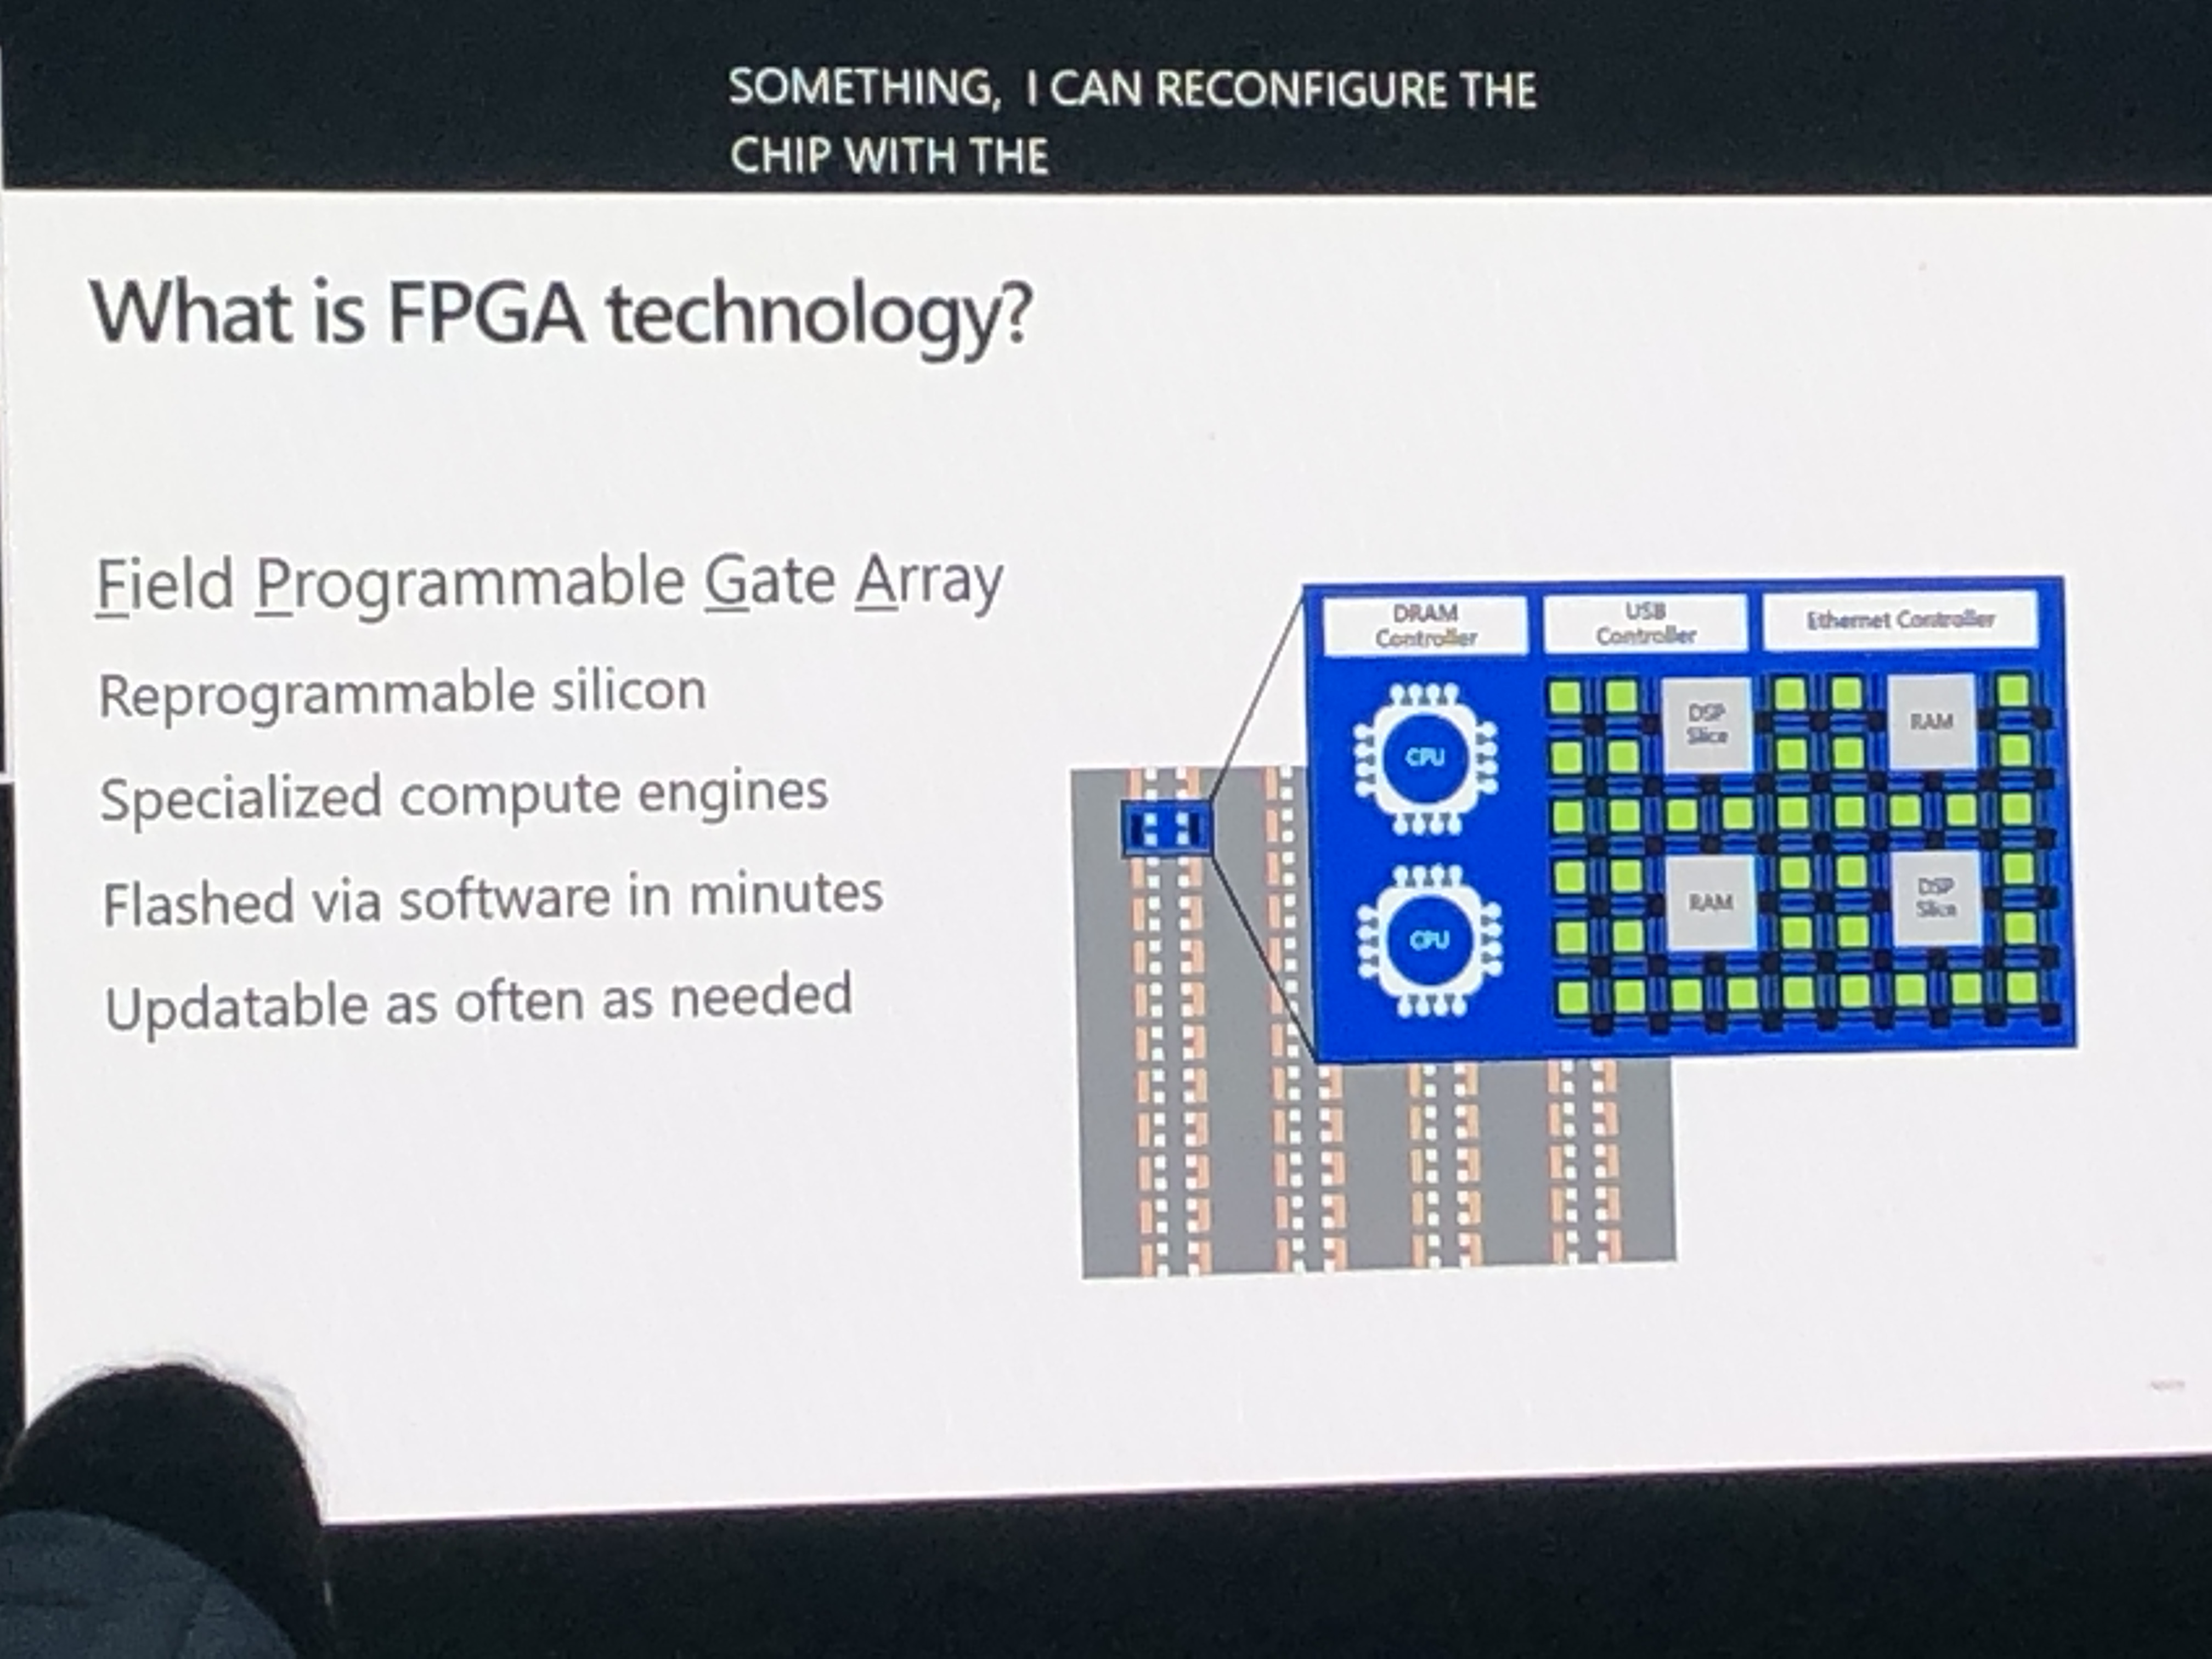 SOMETHING, I CAN RECONFIGURE THE
CHIP WITH THE
What is FPGA technology?
Field Programmable Gate Array
Reprogrammable silicon
Specialized compute engines
Flashed via software in minutes
Updatable as often as needed
DRAM
Controller
USB
Controller
Ethernet Controller
CPU
DSP
Slice
RAM
CPU
RAM
DSP
Slice